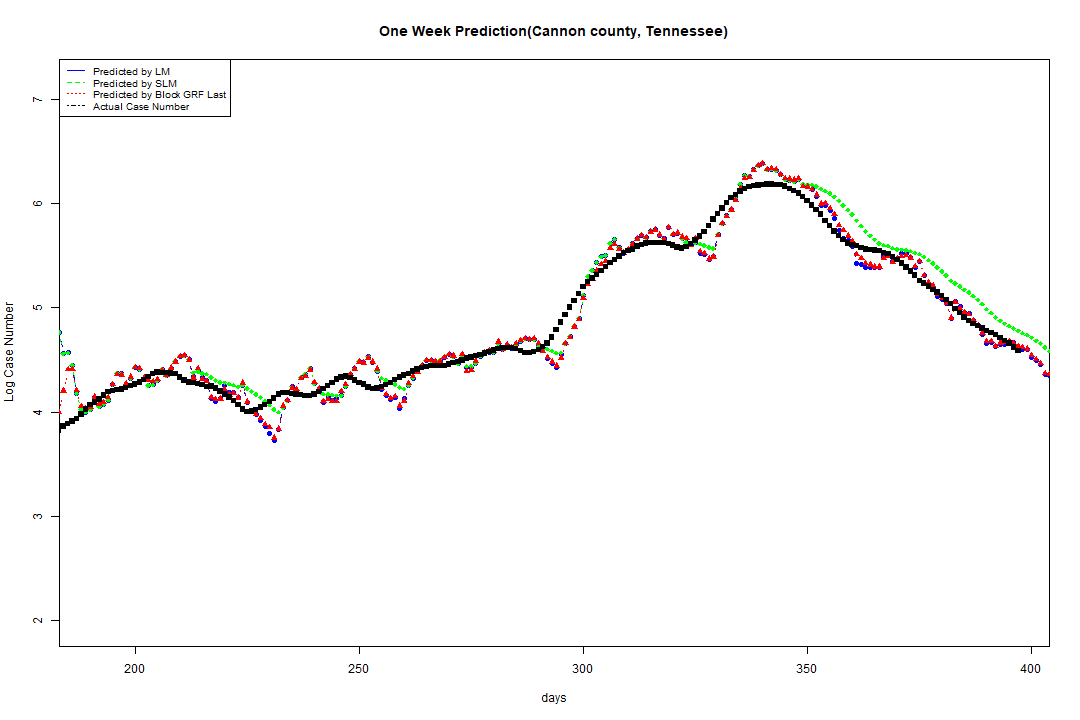 One Week Prediction(Cannon county, Tennessee)
Predicted by LM
Predicted by SLM
Predicted by Block GRF Last
Actual Case Number
7
6
5
4
3
2
Log Case Number
200 250 300 350 400
days